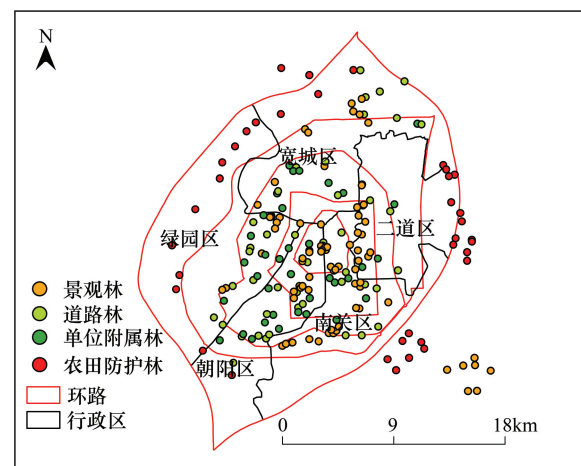 N
宽城区
绿园区
二道区
景观林
道路林
单位附属林
南关区
农田防护林
朝阳区
环路
行政区
0 9 18km